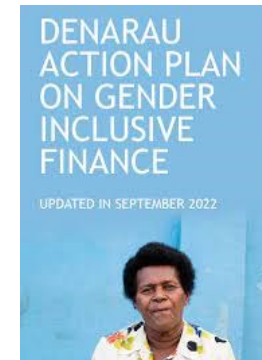 DENARAU
ACTION PLAN
ON GENDER
INCLUSIVE
FINANCE
UPDATED IN SEPTEMBER 2022